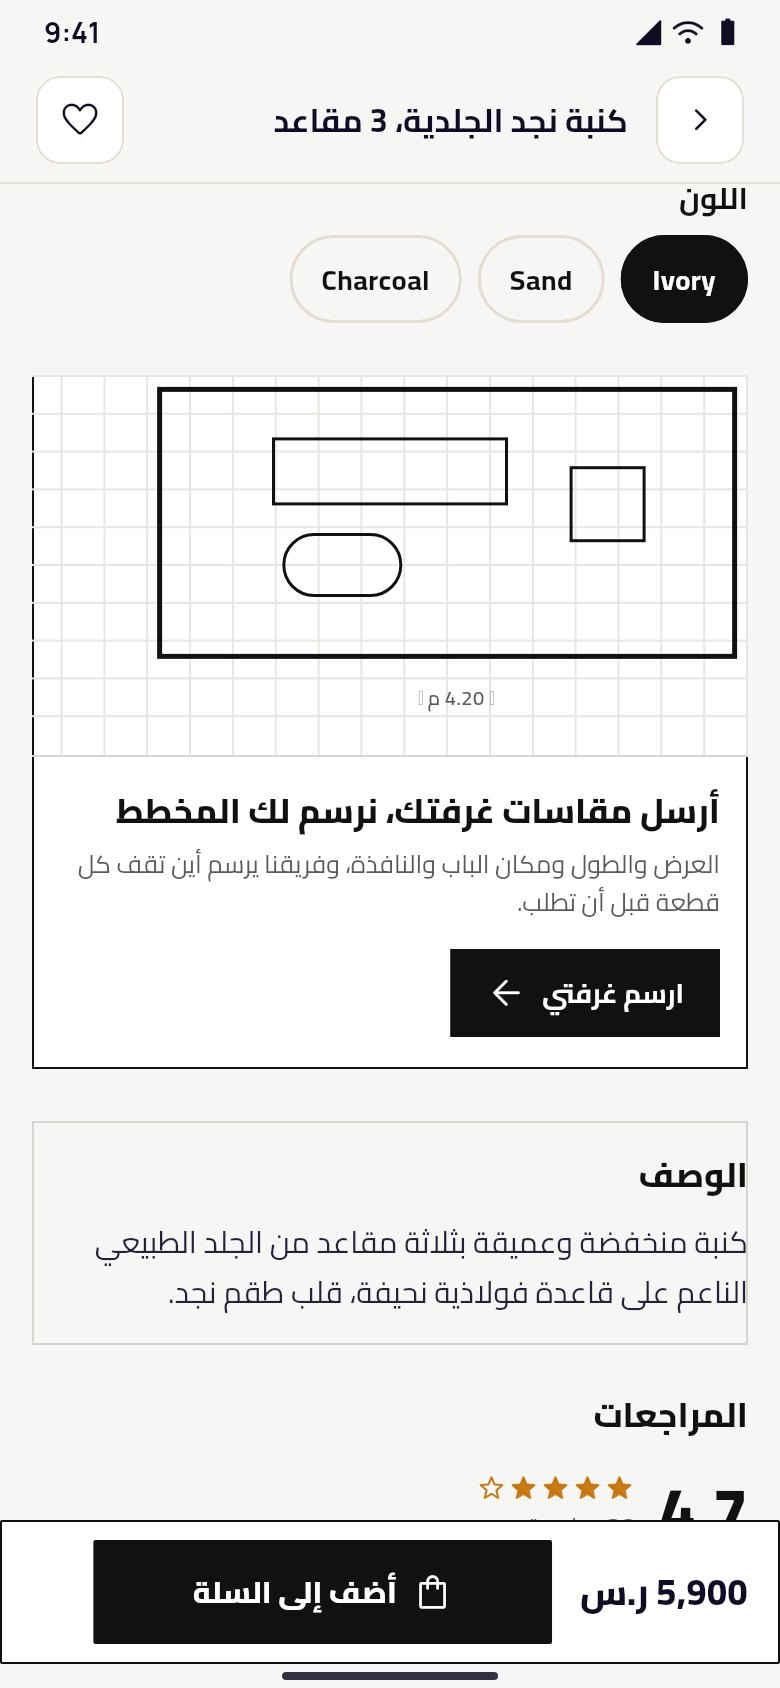 9:41
كنبة نجد الجلدية، 3 مقاعد
اللون
Ivory
Sand
Charcoal
4.20 م
أرسل مقاسات غرفتك، نرسم لك المخطط
العرض والطول ومكان الباب والنافذة، وفريقنا يرسم أين تقف كل
قطعة قبل أن تطلب.
ارسم غرفتي
الوصف
كنبة منخفضة وعميقة بثلاثة مقاعد من الجلد الطبيعي
الناعم على قاعدة فولاذية نحيفة، قلب طقم نجد.
المراجعات
4.7
5,900 ر.س
أضف إلى السلة